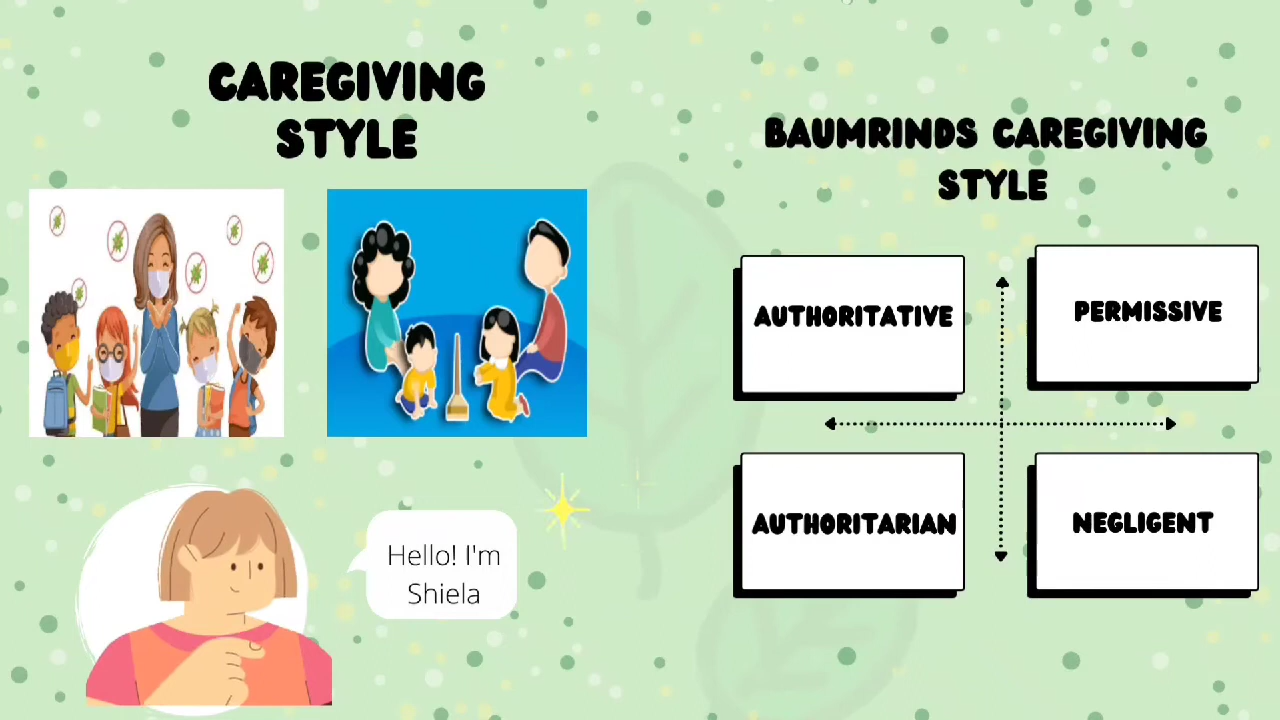 CAREGIVING
STYLE
Hello! I'm
Shiela
BAUMRINDS CAREGIVING
STYLE
AUTHORITATIVE
PERMISSIVE
AUTHORITARIAN
NEGLIGENT